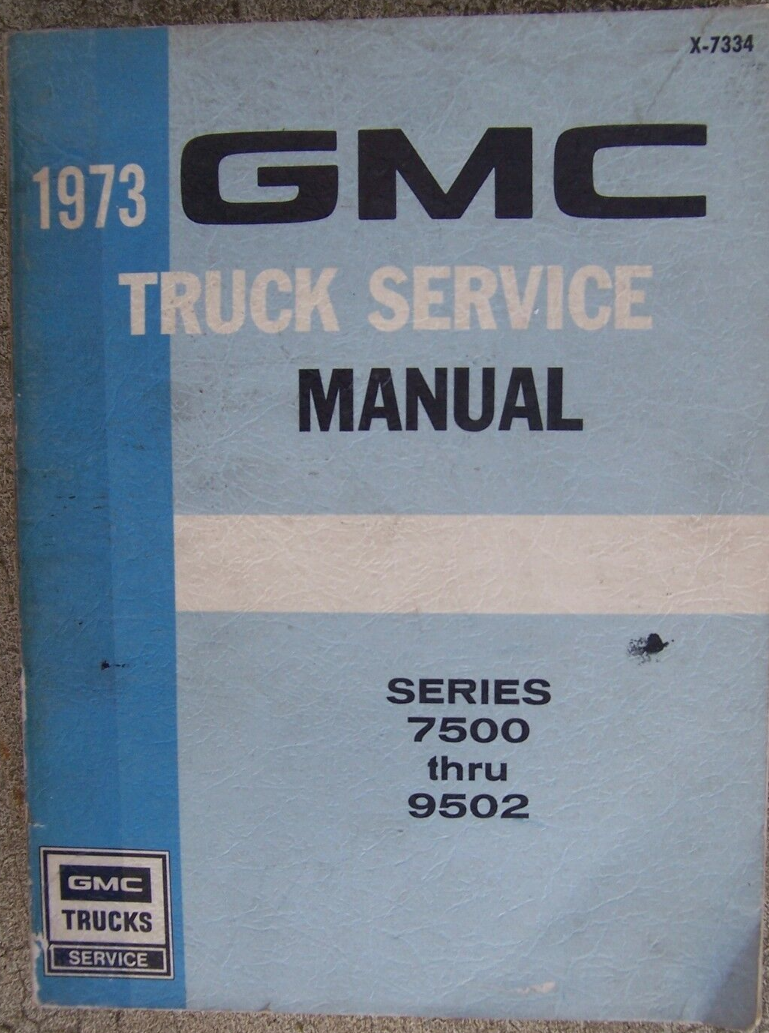 X-7334
1973 GMC
TRUCK SERVICE
MANUAL
SERIES
7500
thru
9502
GMC
TRUCKS
SERVICE